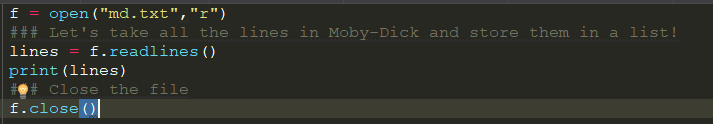 f = open("md.txt","r")
### Let's take all the lines in Moby-Dick and store them in a list!
lines = f.readlines()
print(lines)
### Close the file
f.close()